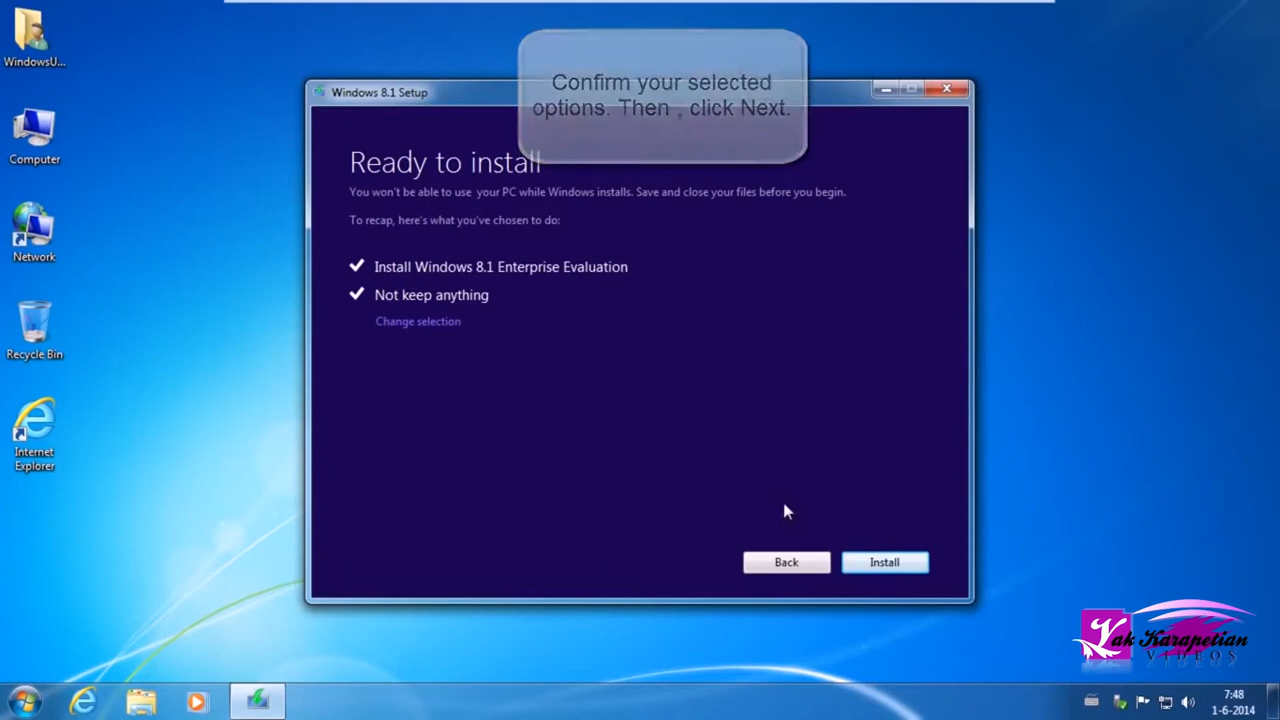 WindowsU...
Computer
Network
Recycle Bin
Internet
Explorer
Confirm your selected
options. Then , click Next.
Windows 8.1 Setup
Ready to install
You won't be able to use your PC while Windows installs. Save and close your files before you begin.
To recap, here's what you've chosen to do:
Install Windows 8.1 Enterprise Evaluation
Not keep anything
Change selection
Back
Install
Yak Karapetian
VIDEOS
7:48
1-6-2014